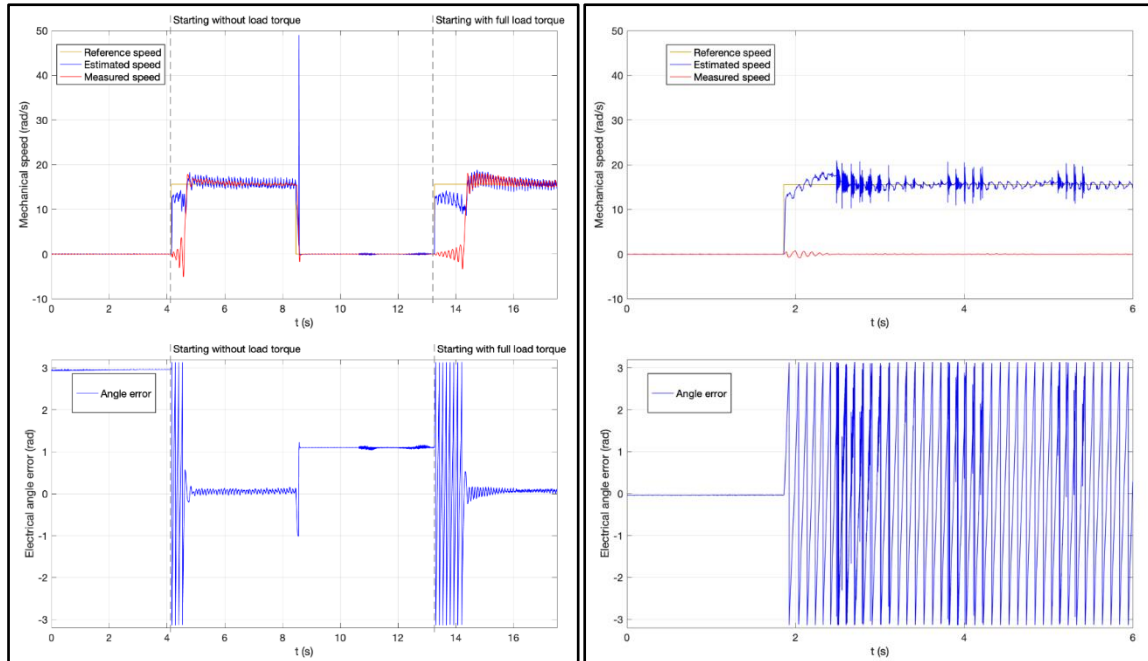 Starting without load torque
Starting with full load torque
50
40
30
20
10
0
-10
Mechanical speed (rad/s)
Reference speed
Estimated speed
Measured speed
0
2
4
6
8
10
12
14
16
t (s)
Starting without load torque
Starting with full load torque
3
2
1
0
-1
-2
-3
Electrical angle error (rad)
Angle error
0
2
4
6
8
10
12
14
16
t (s)
50
40
30
20
10
0
-10
Mechanical speed (rad/s)
Reference speed
Estimated speed
Measured speed
0
2
4
6
t (s)
3
2
1
0
-1
-2
-3
Electrical angle error (rad)
Angle error
0
2
4
6
t (s)